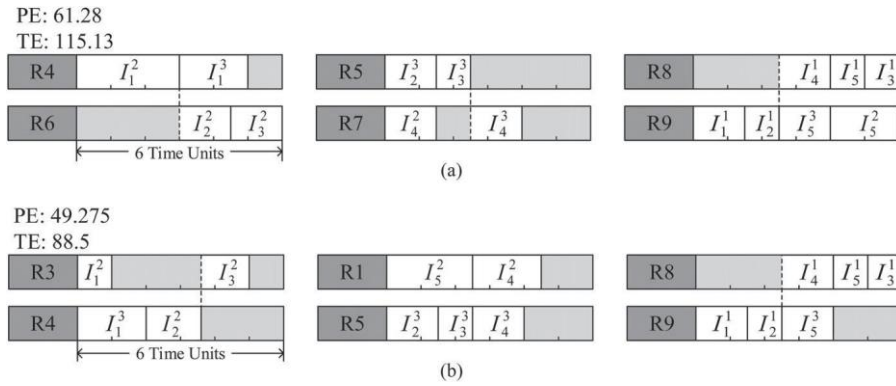 PE: 61.28
TE: 115.13
R4 I_1^2 I_1^3 R5 I_2^3 I_3^3 R8 I_4^1 I_5^1 I_3^1
R6 I_2^2 I_3^2 R7 I_4^2 I_4^3 R9 I_1^1 I_2^1 I_5^3 I_5^2
6 Time Units
(a)
PE: 49.275
TE: 88.5
R3 I_1^2 I_3^2 R1 I_5^2 I_4^2 R8 I_4^1 I_5^1 I_3^1
R4 I_1^3 I_2^2 R5 I_2^3 I_3^3 I_4^3 R9 I_1^1 I_2^1 I_5^3
6 Time Units
(b)